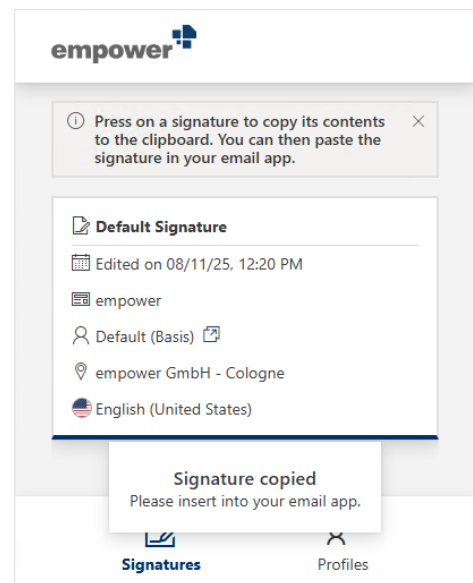 empower
Press on a signature to copy its contents
to the clipboard. You can then paste the
signature in your email app.
Default Signature
Edited on 08/11/25, 12:20 PM
empower
Default (Basis)
empower GmbH - Cologne
English (United States)
Signature copied
Please insert into your email app.
Signatures
Profiles